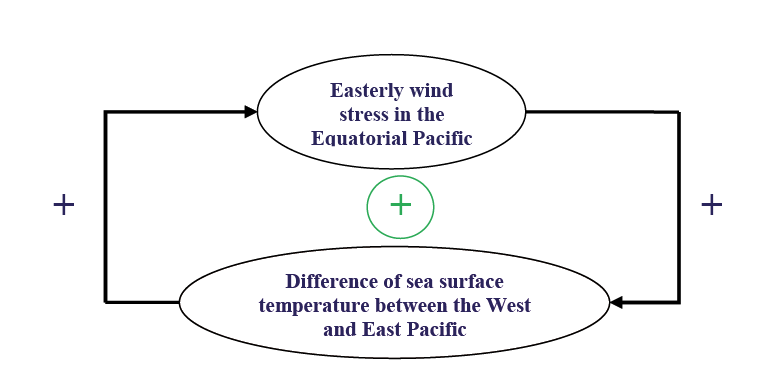 Easterly wind
stress in the
Equatorial Pacific
+
+
+
Difference of sea surface
temperature between the West
and East Pacific